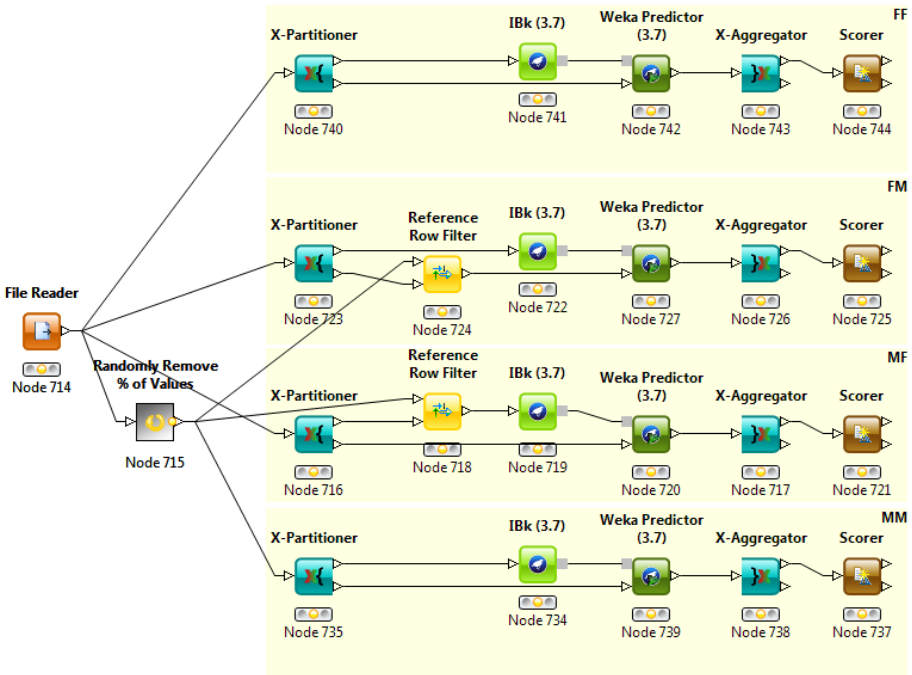 FF
X-Partitioner
IBk (3.7)
Weka Predictor
(3.7)
X-Aggregator
Scorer
Node 740
Node 741
Node 742
Node 743
Node 744
FM
X-Partitioner
Reference
Row Filter
IBk (3.7)
Weka Predictor
(3.7)
X-Aggregator
Scorer
Node 723
Node 724
Node 722
Node 727
Node 726
Node 725
File Reader
Node 714
Randomly Remove
% of Values
Node 715
MF
X-Partitioner
Reference
Row Filter
IBk (3.7)
Weka Predictor
(3.7)
X-Aggregator
Scorer
Node 716
Node 718
Node 719
Node 720
Node 717
Node 721
MM
X-Partitioner
IBk (3.7)
Weka Predictor
(3.7)
X-Aggregator
Scorer
Node 735
Node 734
Node 739
Node 738
Node 737